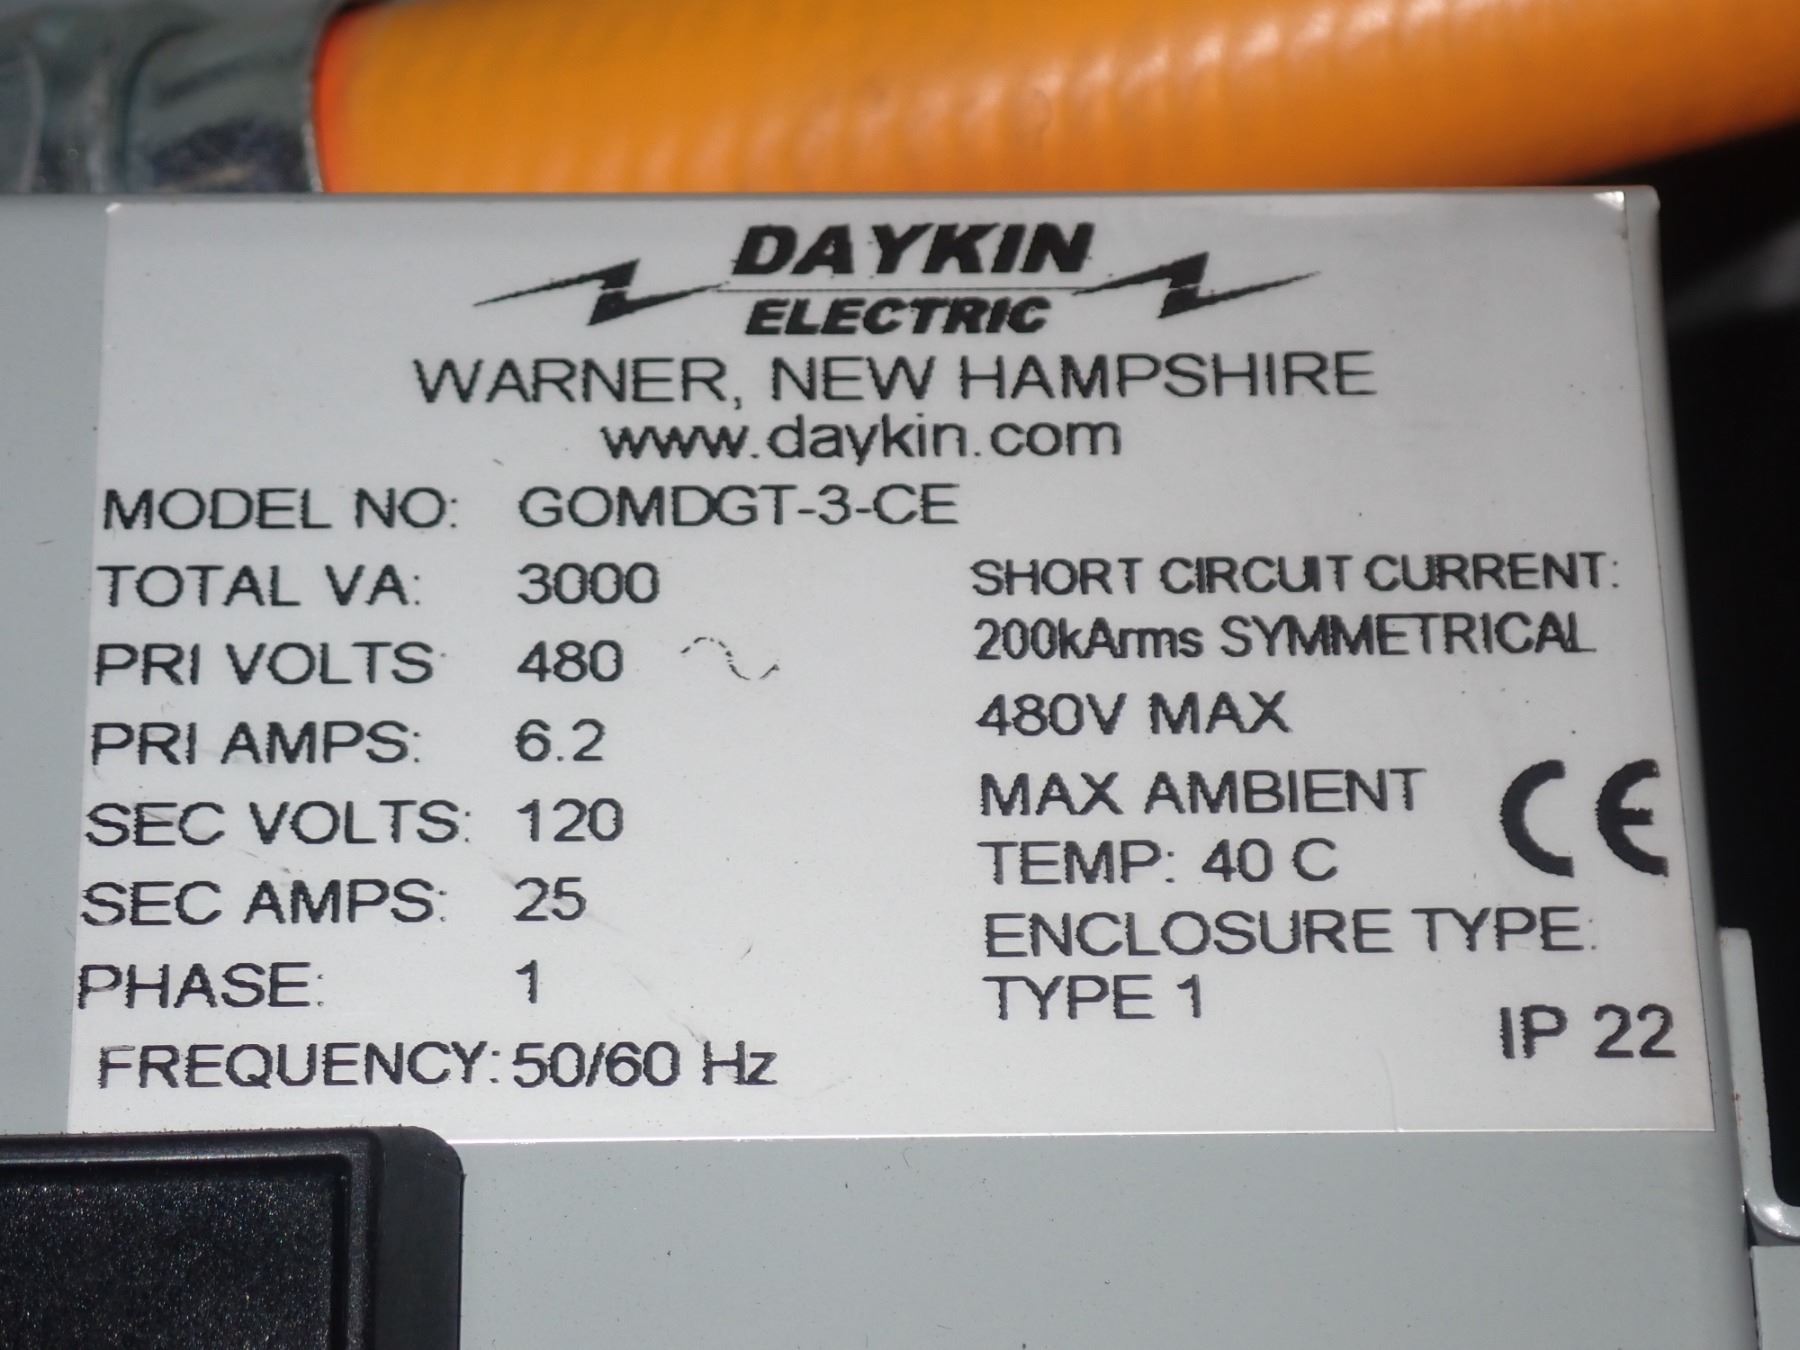 DAYKIN
ELECTRIC
WARNER, NEW HAMPSHIRE
www.daykin.com
MODEL NO: GOMDGT-3-CE
TOTAL VA: 3000
PRI VOLTS 480
PRI AMPS: 6.2
SEC VOLTS: 120
SEC AMPS: 25
PHASE: 1
FREQUENCY: 50/60 Hz
SHORT CIRCUIT CURRENT:
200kArms SYMMETRICAL
480V MAX
MAX AMBIENT
TEMP: 40 C
CE
ENCLOSURE TYPE:
TYPE 1
IP 22